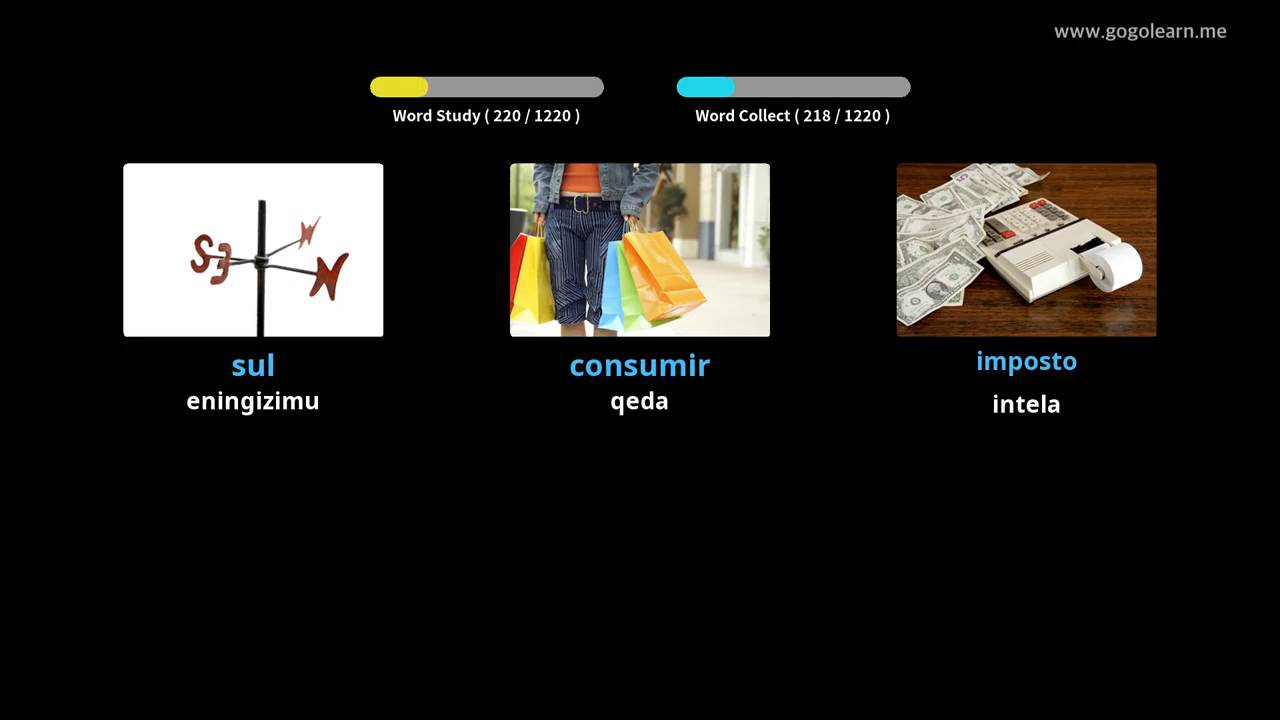 www.gogolearn.me
Word Study ( 220 / 1220 )
Word Collect ( 218 / 1220 )
sul
eningizimu
consumir
qeda
imposto
intela